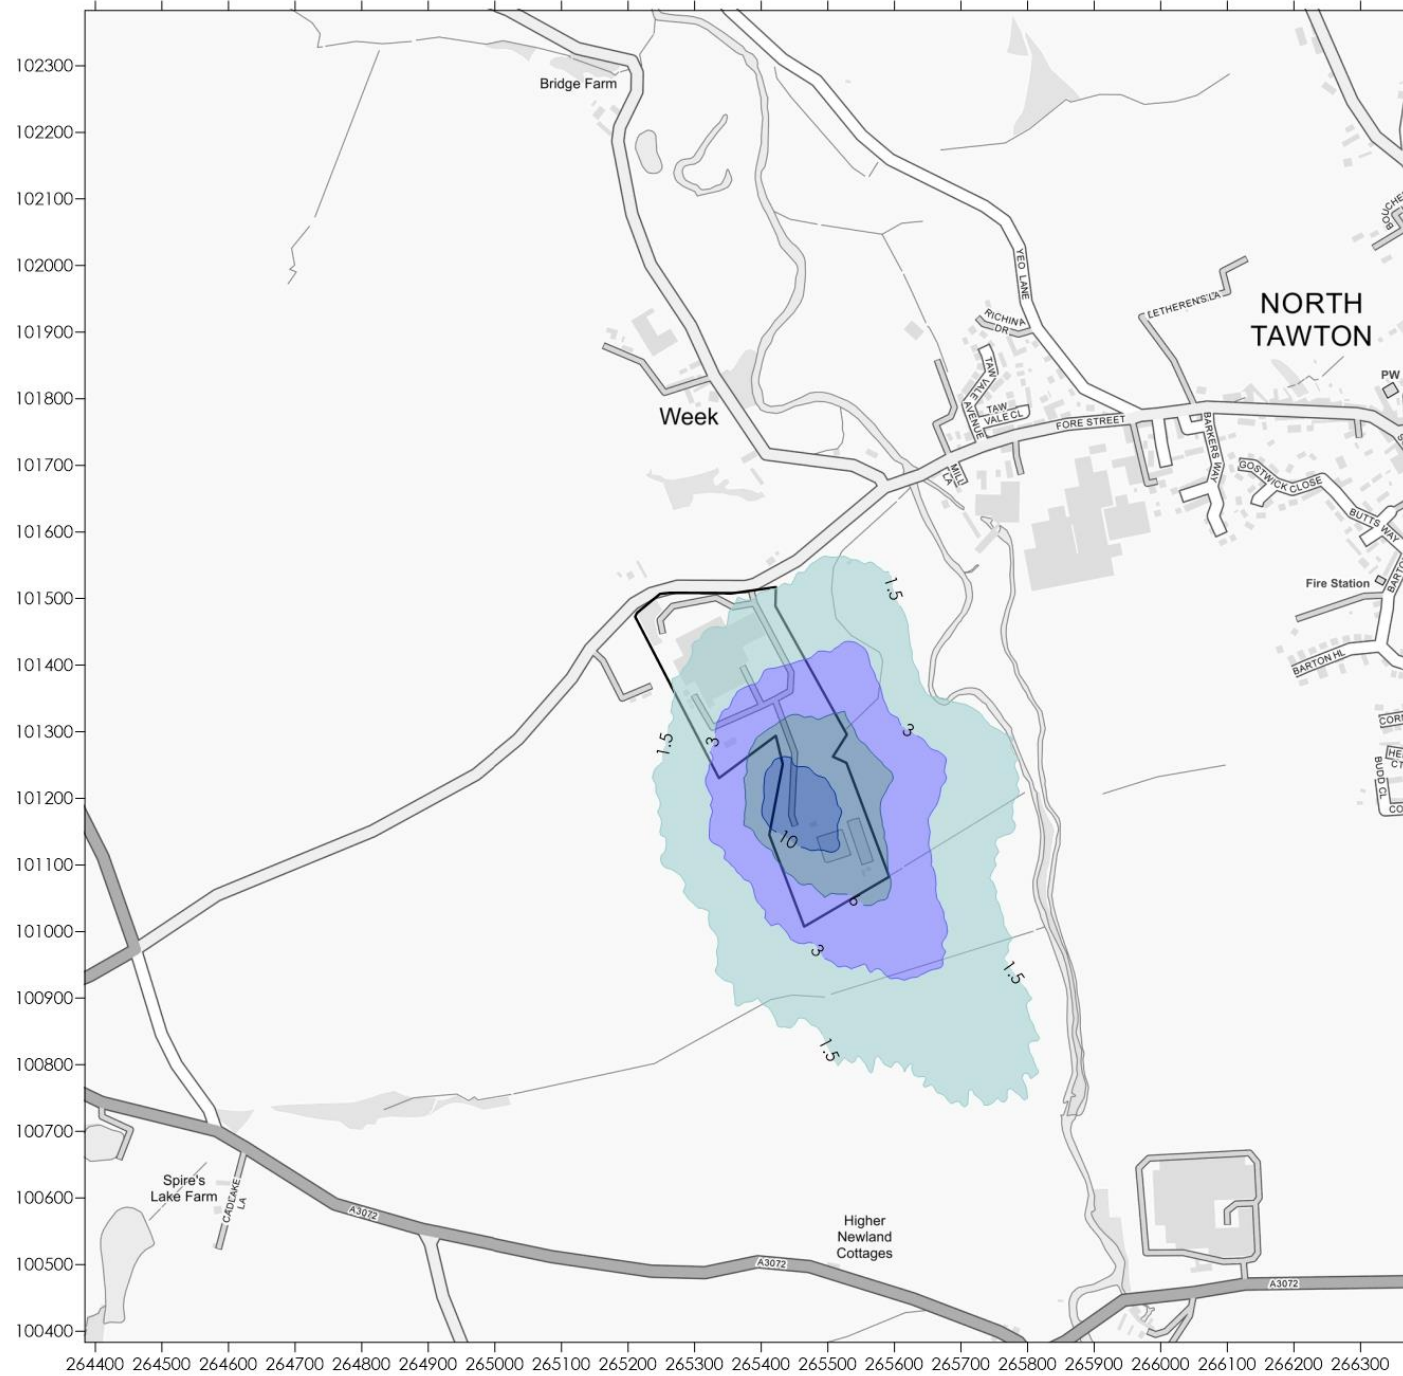 102300
Bridge Farm
102200
102100
102000
YEO LANE
LETHEREN'S LA
NORTH
TAWTON
101900
RICHINA
DR
TAW
VALE
AVENUE
TAW
VALE CL
PW
101800
Week
FORE STREET
BARKERS WAY
101700
MILL
LA
GOSTWICK CLOSE
BUTTS WAY
101600
Fire Station
1.5
101500
BARTON HL
101400
101300
1.5
3
3
BUDD CL
101200
10
101100
6
101000
3
1.5
100900
1.5
100800
100700
Spire's
Lake Farm
CADLAKE
LA
100600
A3072
Higher
Newland
Cottages
100500
A3072
A3072
100400
264400 264500 264600 264700 264800 264900 265000 265100 265200 265300 265400 265500 265600 265700 265800 265900 266000 266100 266200 266300